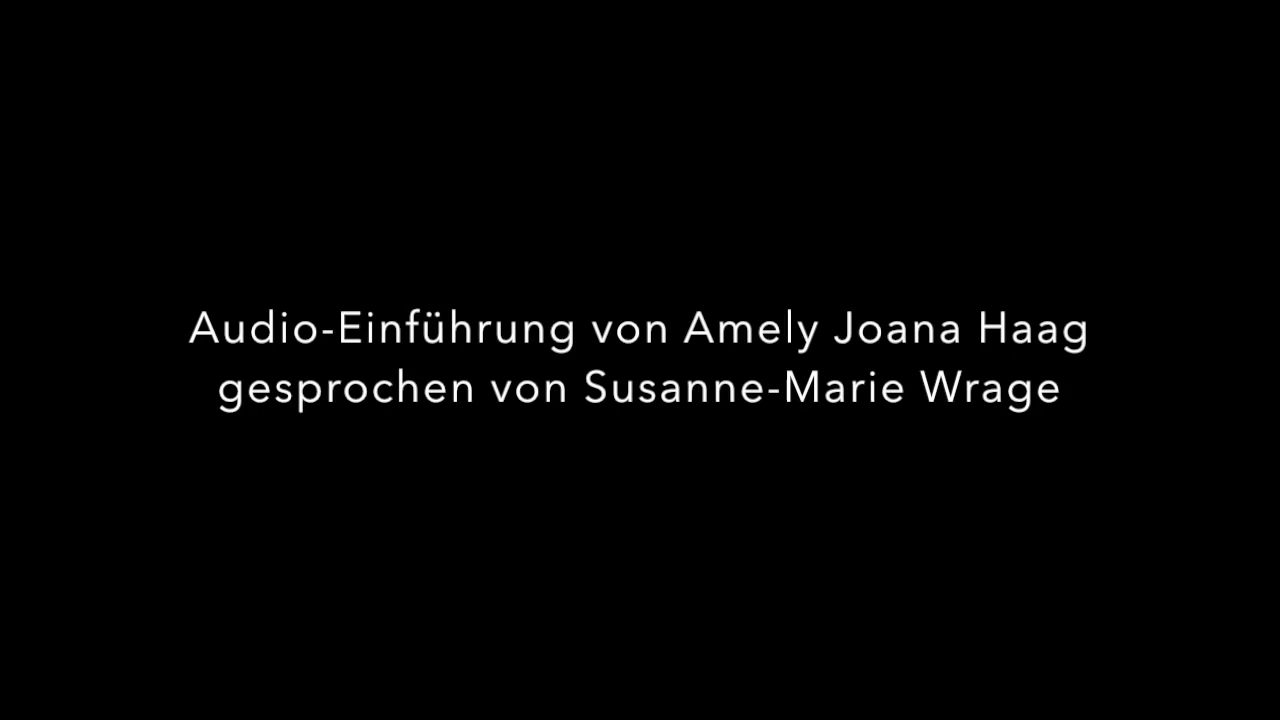 Audio-Einführung von Amely Joana Haag
gesprochen von Susanne-Marie Wrage